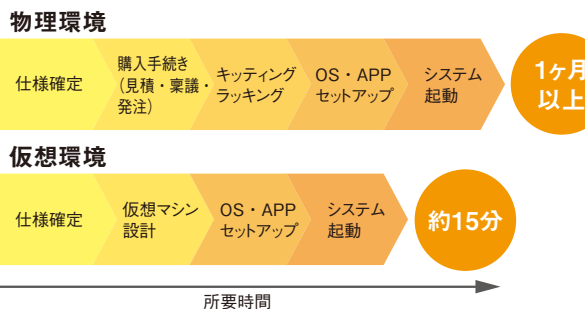 物理環境
仕様確定
購入手続き
(見積・稟議・
発注)
キッティング
ラッキング
OS・APP
セットアップ
システム
起動
1ヶ月
以上
仮想環境
仕様確定
仮想マシン
設計
OS・APP
セットアップ
システム
起動
約15分
所要時間